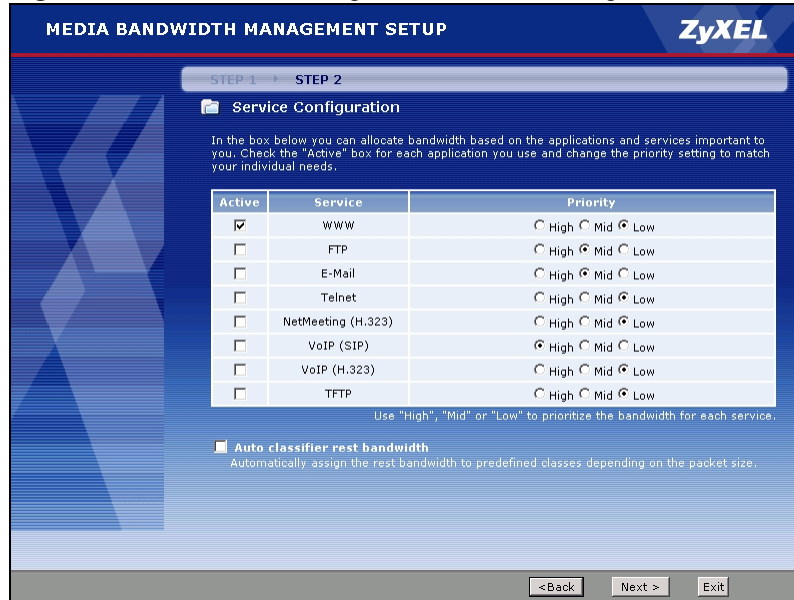 MEDIA BANDWIDTH MANAGEMENT SETUP
ZyXEL
STEP 1 STEP 2
Service Configuration
In the box below you can allocate bandwidth based on the applications and services important to
you. Check the "Active" box for each application you use and change the priority setting to match
your individual needs.
Active Service Priority
WWW High Mid Low
FTP High Mid Low
E-Mail High Mid Low
Telnet High Mid Low
NetMeeting (H.323) High Mid Low
VoIP (SIP) High Mid Low
VoIP (H.323) High Mid Low
TFTP High Mid Low
Use "High", "Mid" or "Low" to prioritize the bandwidth for each service.
Auto classifier rest bandwidth
Automatically assign the rest bandwidth to predefined classes depending on the packet size.
<Back Next > Exit